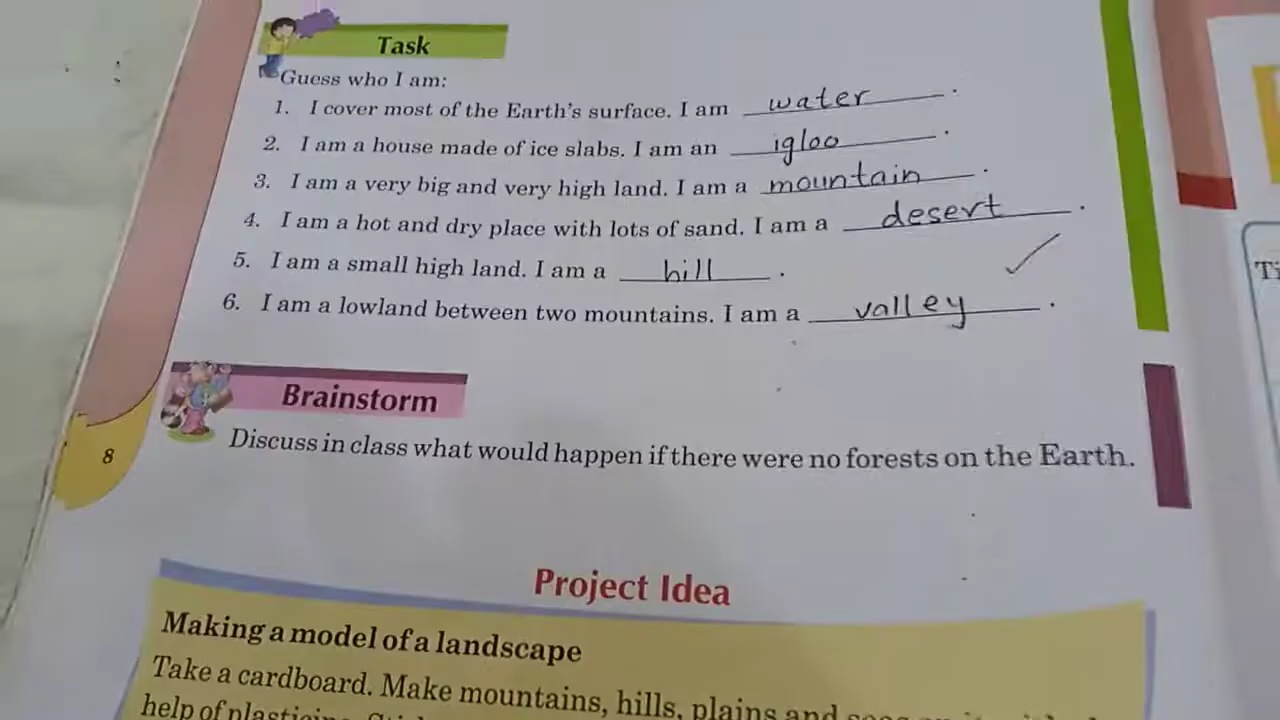 Task
Guess who I am:
1. I cover most of the Earth's surface. I am water.
2. I am a house made of ice slabs. I am an igloo.
3. I am a very big and very high land. I am a mountain.
4. I am a hot and dry place with lots of sand. I am a desert.
5. I am a small high land. I am a hill.
6. I am a lowland between two mountains. I am a valley.
Brainstorm
Discuss in class what would happen if there were no forests on the Earth.
8
Project Idea
Making a model of a landscape
Take a cardboard. Make mountains, hills, plains and
help of